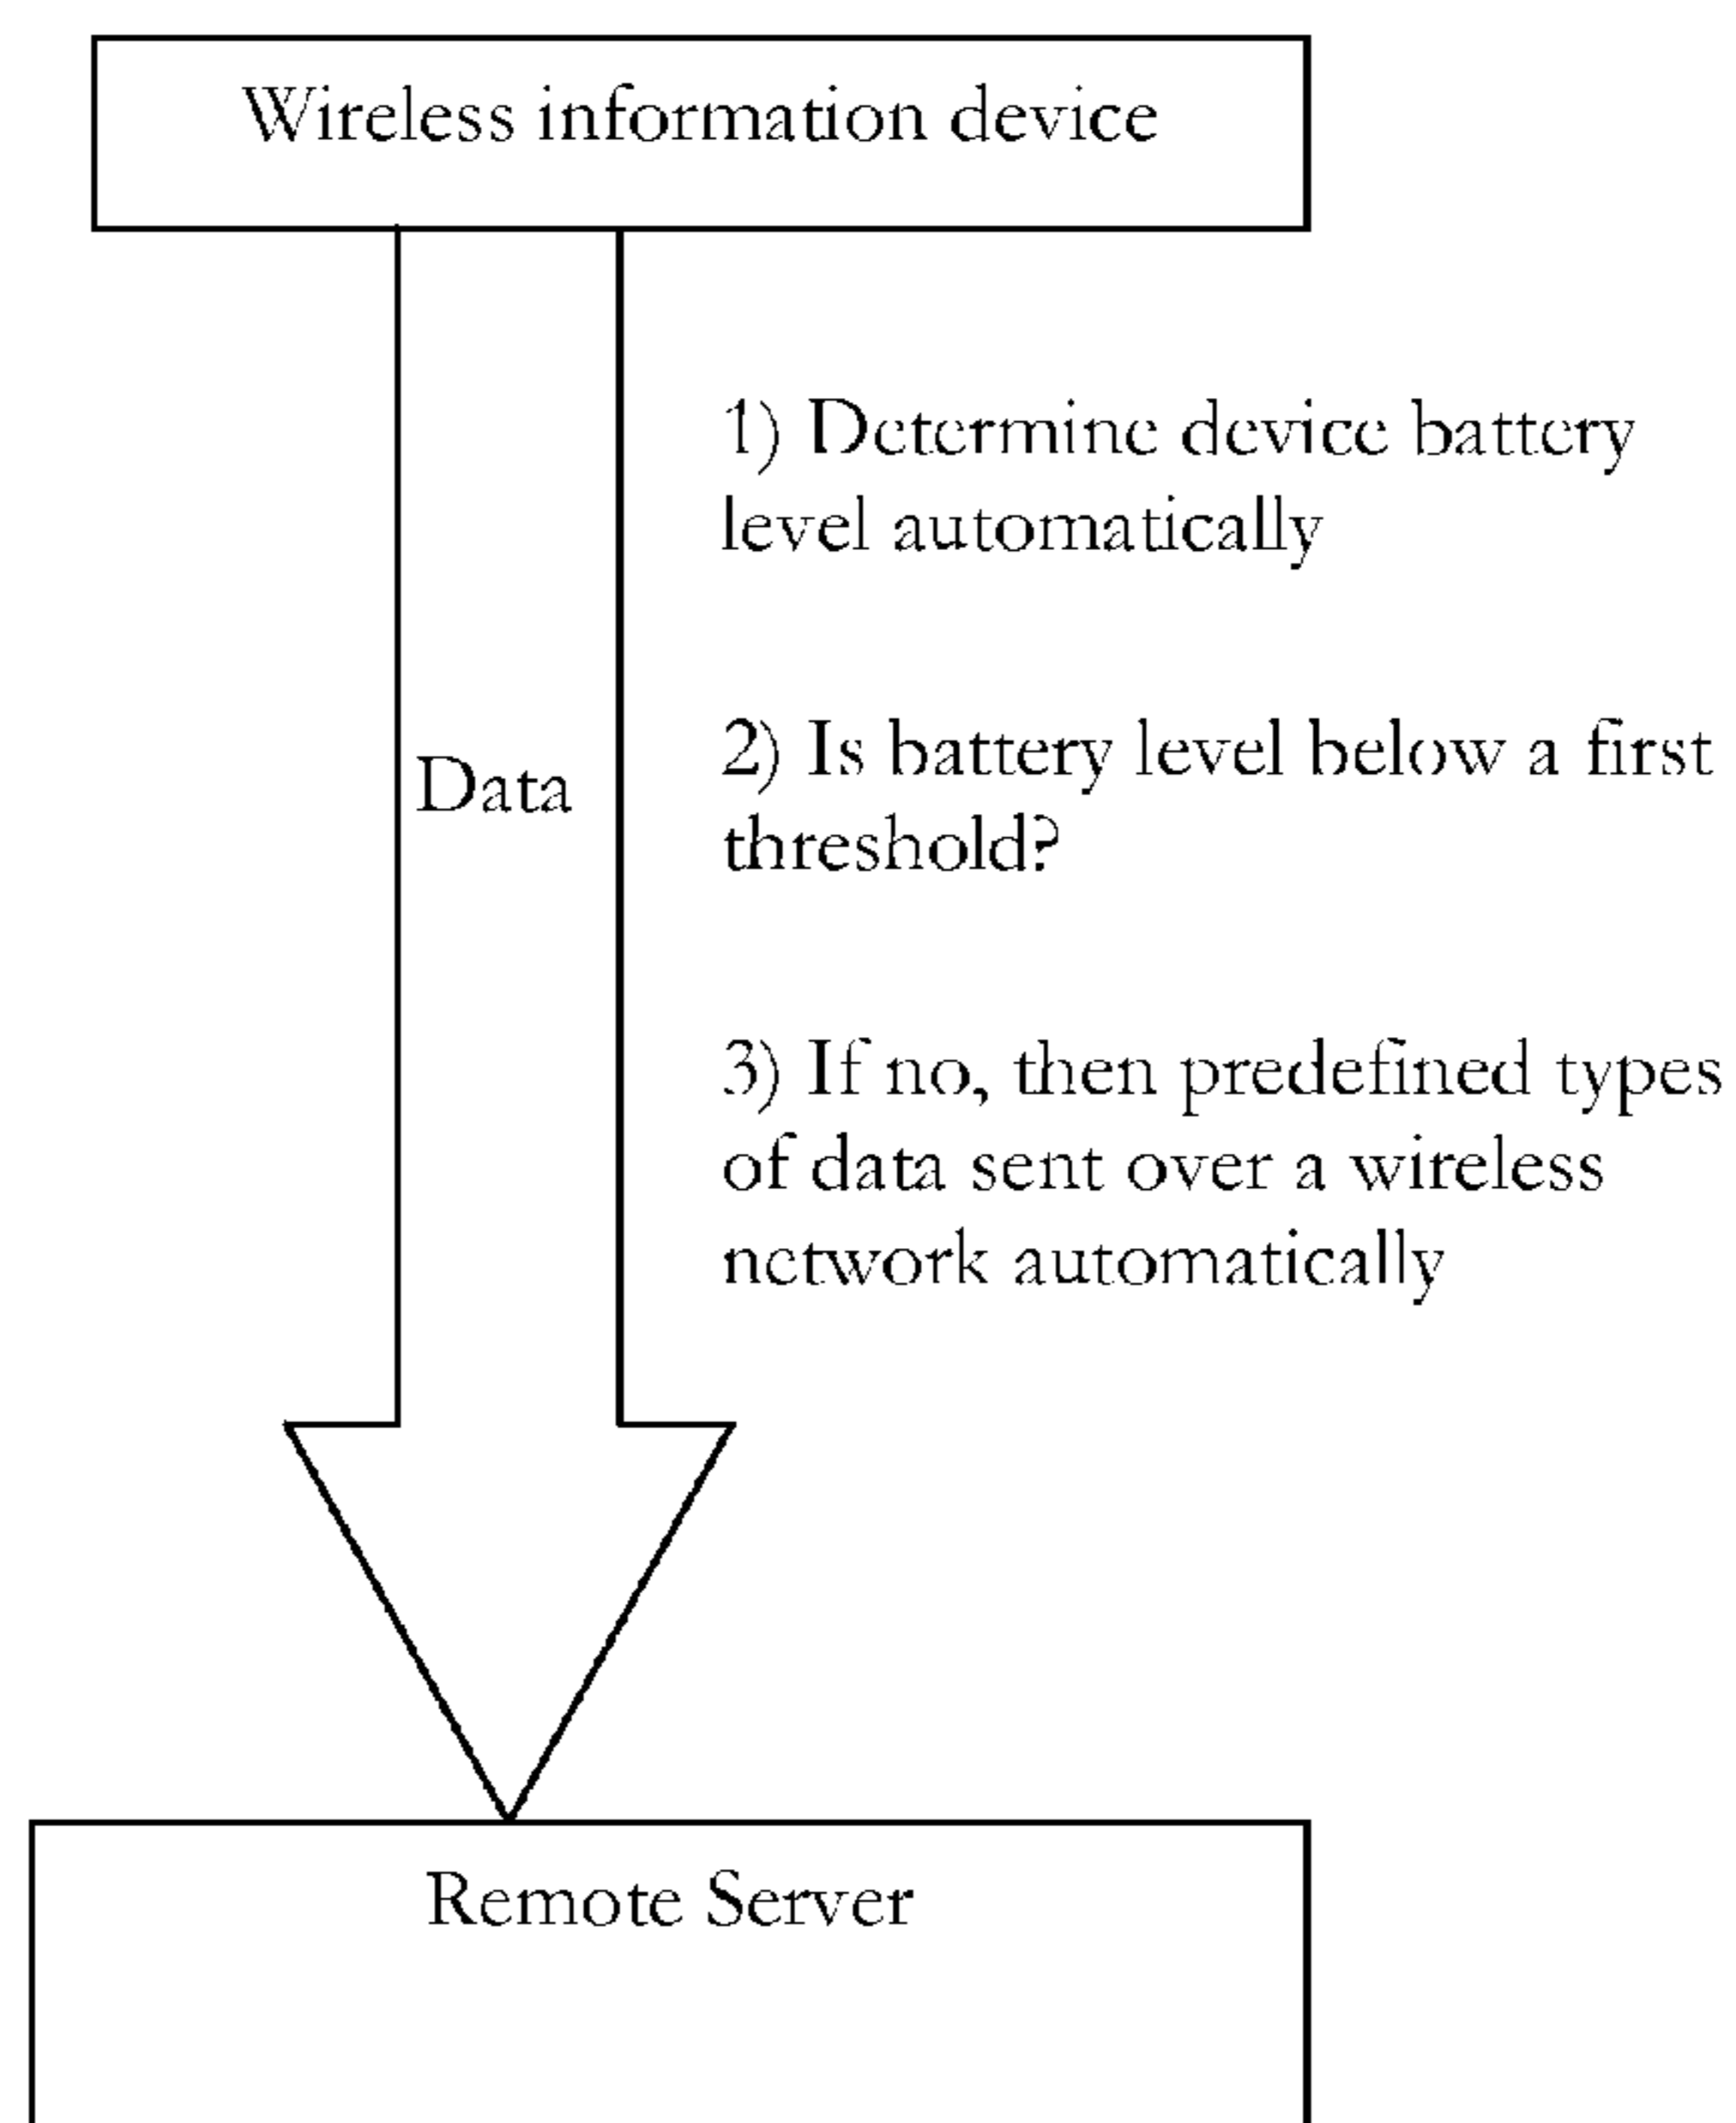 Wireless information device
1) Determine device battery
level automatically
Data
2) Is battery level below a first
threshold?
3) If no, then predefined types
of data sent over a wireless
network automatically
Remote Server